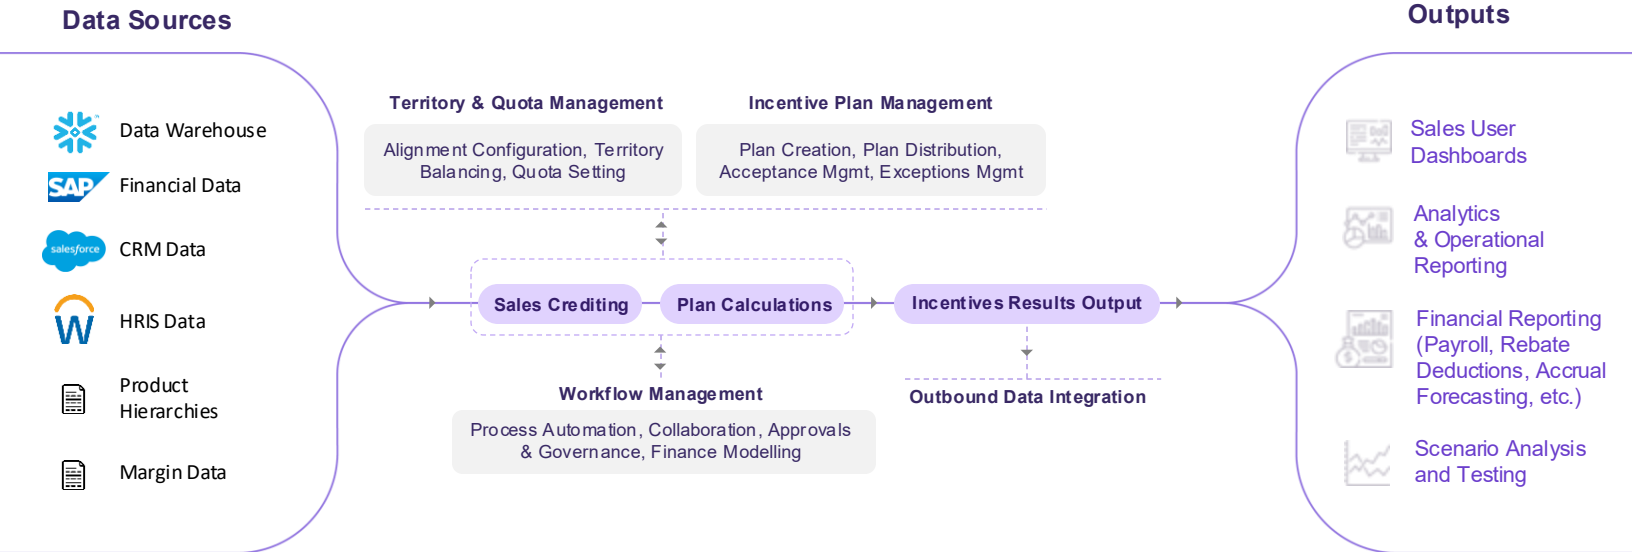 Data Sources
Outputs
Data Warehouse
SAP
Financial Data
salesforce
CRM Data
HRIS Data
Product
Hierarchies
Margin Data
Territory & Quota Management
Alignment Configuration, Territory
Balancing, Quota Setting
Incentive Plan Management
Plan Creation, Plan Distribution,
Acceptance Mgmt, Exceptions Mgmt
Sales Crediting
Plan Calculations
Incentives Results Output
Workflow Management
Process Automation, Collaboration, Approvals
& Governance, Finance Modelling
Outbound Data Integration
Sales User
Dashboards
Analytics
& Operational
Reporting
Financial Reporting
(Payroll, Rebate
Deductions, Accrual
Forecasting, etc.)
Scenario Analysis
and Testing